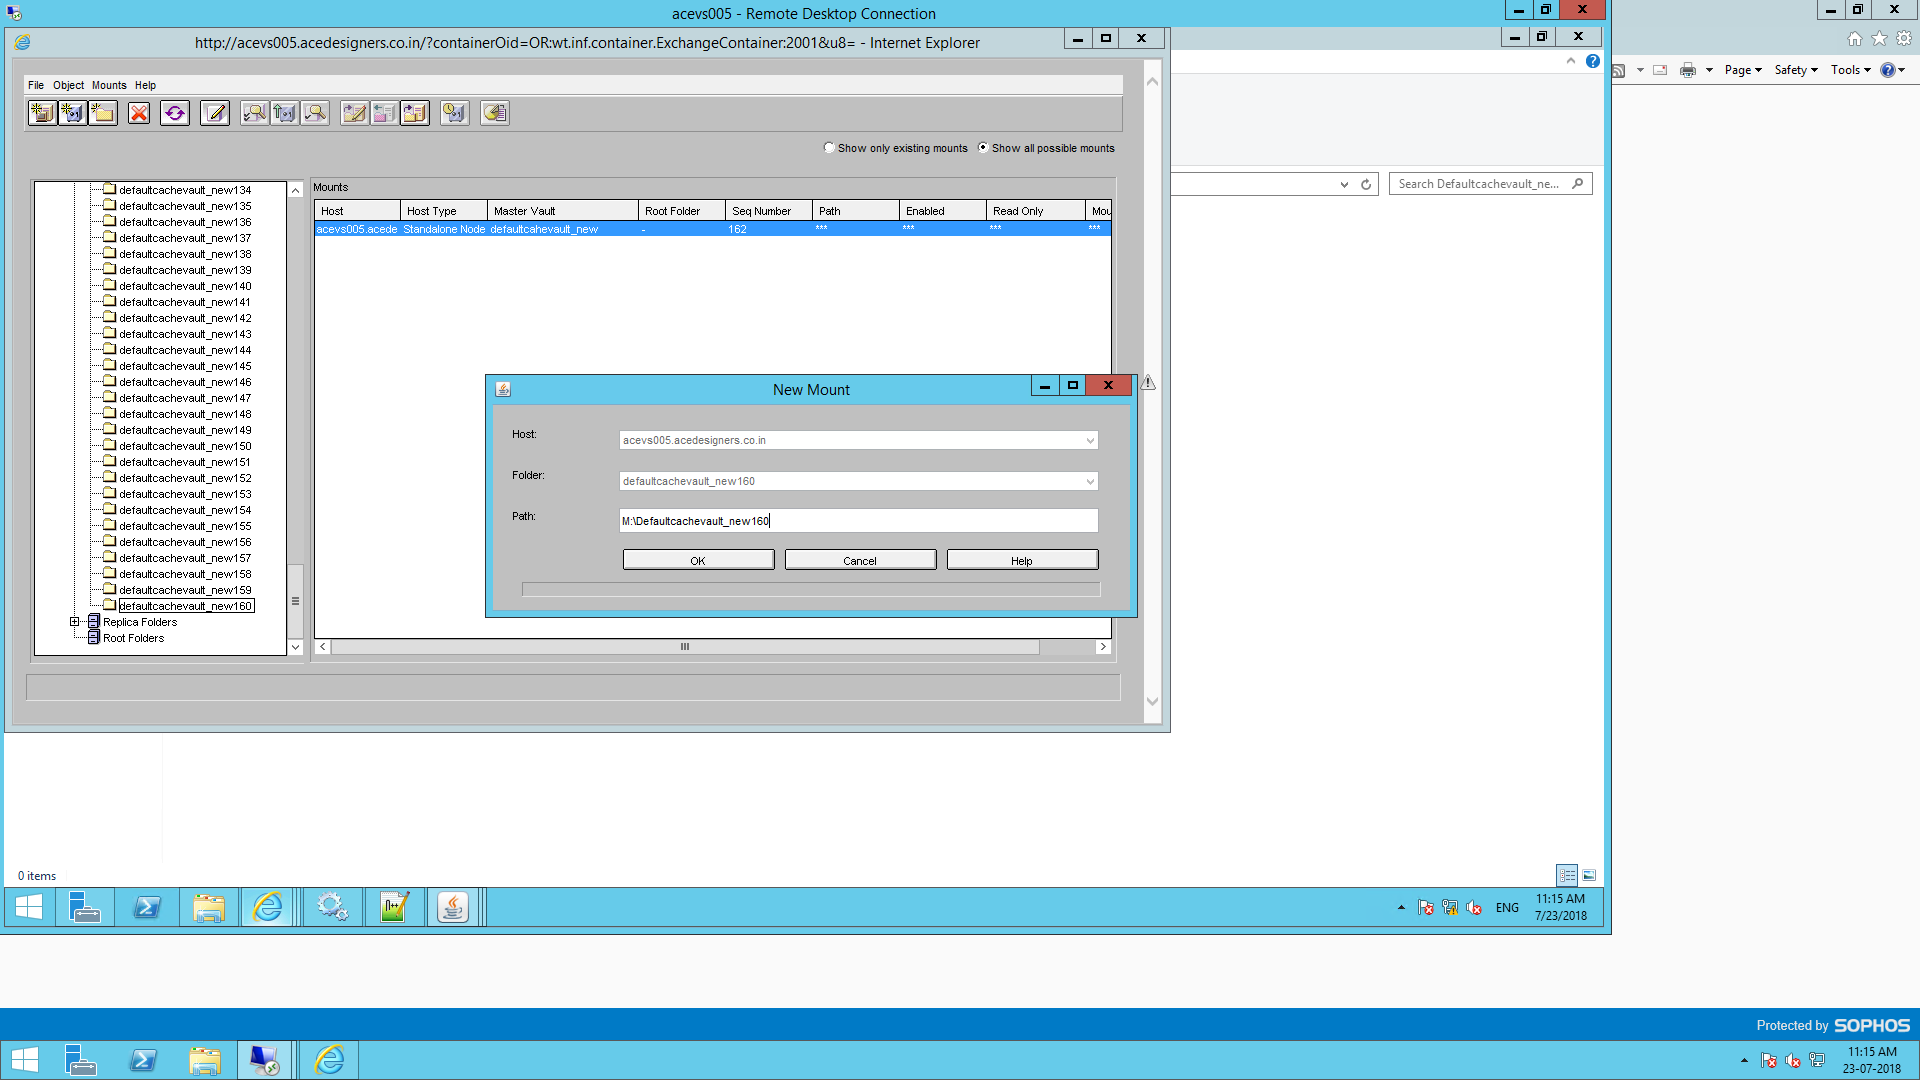 acevs005 - Remote Desktop Connection
http://acevs005.acedesigners.co.in/?containerOid=OR:wt.inf.container.ExchangeContainer:2001&u8= - Internet Explorer
File Object Mounts Help
Page Safety Tools
Show only existing mounts Show all possible mounts
Search Defaultcachevault_ne...
defaultcachevault_new134
defaultcachevault_new135
defaultcachevault_new136
defaultcachevault_new137
defaultcachevault_new138
defaultcachevault_new139
defaultcachevault_new140
defaultcachevault_new141
defaultcachevault_new142
defaultcachevault_new143
defaultcachevault_new144
defaultcachevault_new145
defaultcachevault_new146
defaultcachevault_new147
defaultcachevault_new148
defaultcachevault_new149
defaultcachevault_new150
defaultcachevault_new151
defaultcachevault_new152
defaultcachevault_new153
defaultcachevault_new154
defaultcachevault_new155
defaultcachevault_new156
defaultcachevault_new157
defaultcachevault_new158
defaultcachevault_new159
defaultcachevault_new160
Replica Folders
Root Folders
Mounts
Host Host Type Master Vault Root Folder Seq Number Path Enabled Read Only Mou
acevs005.acede Standalone Node defaultcahevault_new - 162 *** *** *** ***
New Mount
Host: acevs005.acedesigners.co.in
Folder: defaultcachevault_new160
Path: M:\Defaultcachevault_new160
OK Cancel Help
0 items
ENG
11:15 AM
7/23/2018
Protected by SOPHOS
11:15 AM
23-07-2018